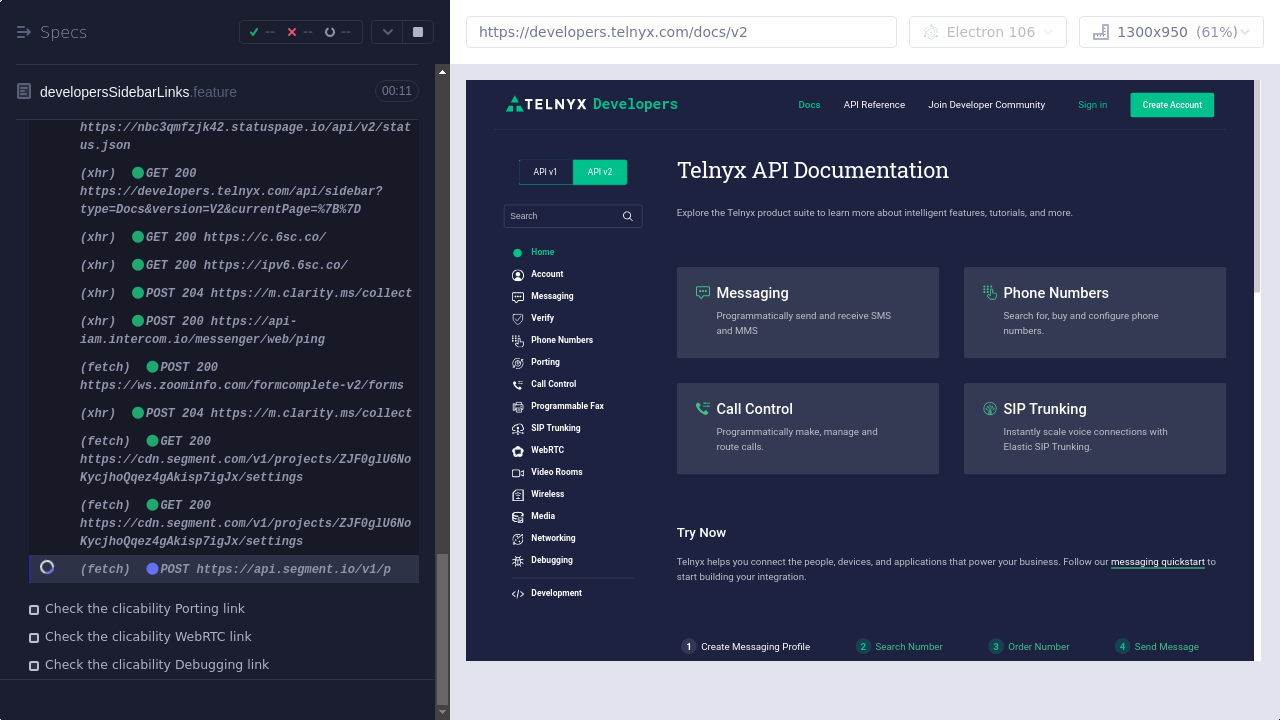 Specs
--
--
--
https://developers.telnyx.com/docs/v2
Electron 106
1300x950 (61%)
developersSidebarLinks.feature
00:11
https://nbc3qmfzjk42.statuspage.io/api/v2/stat
us.json
(xhr) GET 200
https://developers.telnyx.com/api/sidebar?
type=Docs&version=V2&currentPage=%7B%7D
(xhr) GET 200 https://c.6sc.co/
(xhr) GET 200 https://ipv6.6sc.co/
(xhr) POST 204 https://m.clarity.ms/collect
(xhr) POST 200 https://api-
iam.intercom.io/messenger/web/ping
(fetch) POST 200
https://ws.zoominfo.com/formcomplete-v2/forms
(xhr) POST 204 https://m.clarity.ms/collect
(fetch) GET 200
https://cdn.segment.com/v1/projects/ZJF0glU6No
KycjhoQqez4gAkisp7igJx/settings
(fetch) GET 200
https://cdn.segment.com/v1/projects/ZJF0glU6No
KycjhoQqez4gAkisp7igJx/settings
(fetch) POST https://api.segment.io/v1/p
Check the clicability Porting link
Check the clicability WebRTC link
Check the clicability Debugging link
TELNYX Developers
Docs
API Reference
Join Developer Community
Sign in
Create Account
API v1
API v2
Search
Home
Account
Messaging
Verify
Phone Numbers
Porting
Call Control
Programmable Fax
SIP Trunking
WebRTC
Video Rooms
Wireless
Media
Networking
Debugging
Development
Telnyx API Documentation
Explore the Telnyx product suite to learn more about intelligent features, tutorials, and more.
Messaging
Programmatically send and receive SMS
and MMS
Phone Numbers
Search for, buy and configure phone
numbers.
Call Control
Programmatically make, manage and
route calls.
SIP Trunking
Instantly scale voice connections with
Elastic SIP Trunking.
Try Now
Telnyx helps you connect the people, devices, and applications that power your business. Follow our messaging quickstart to
start building your integration.
1 Create Messaging Profile
2 Search Number
3 Order Number
4 Send Message